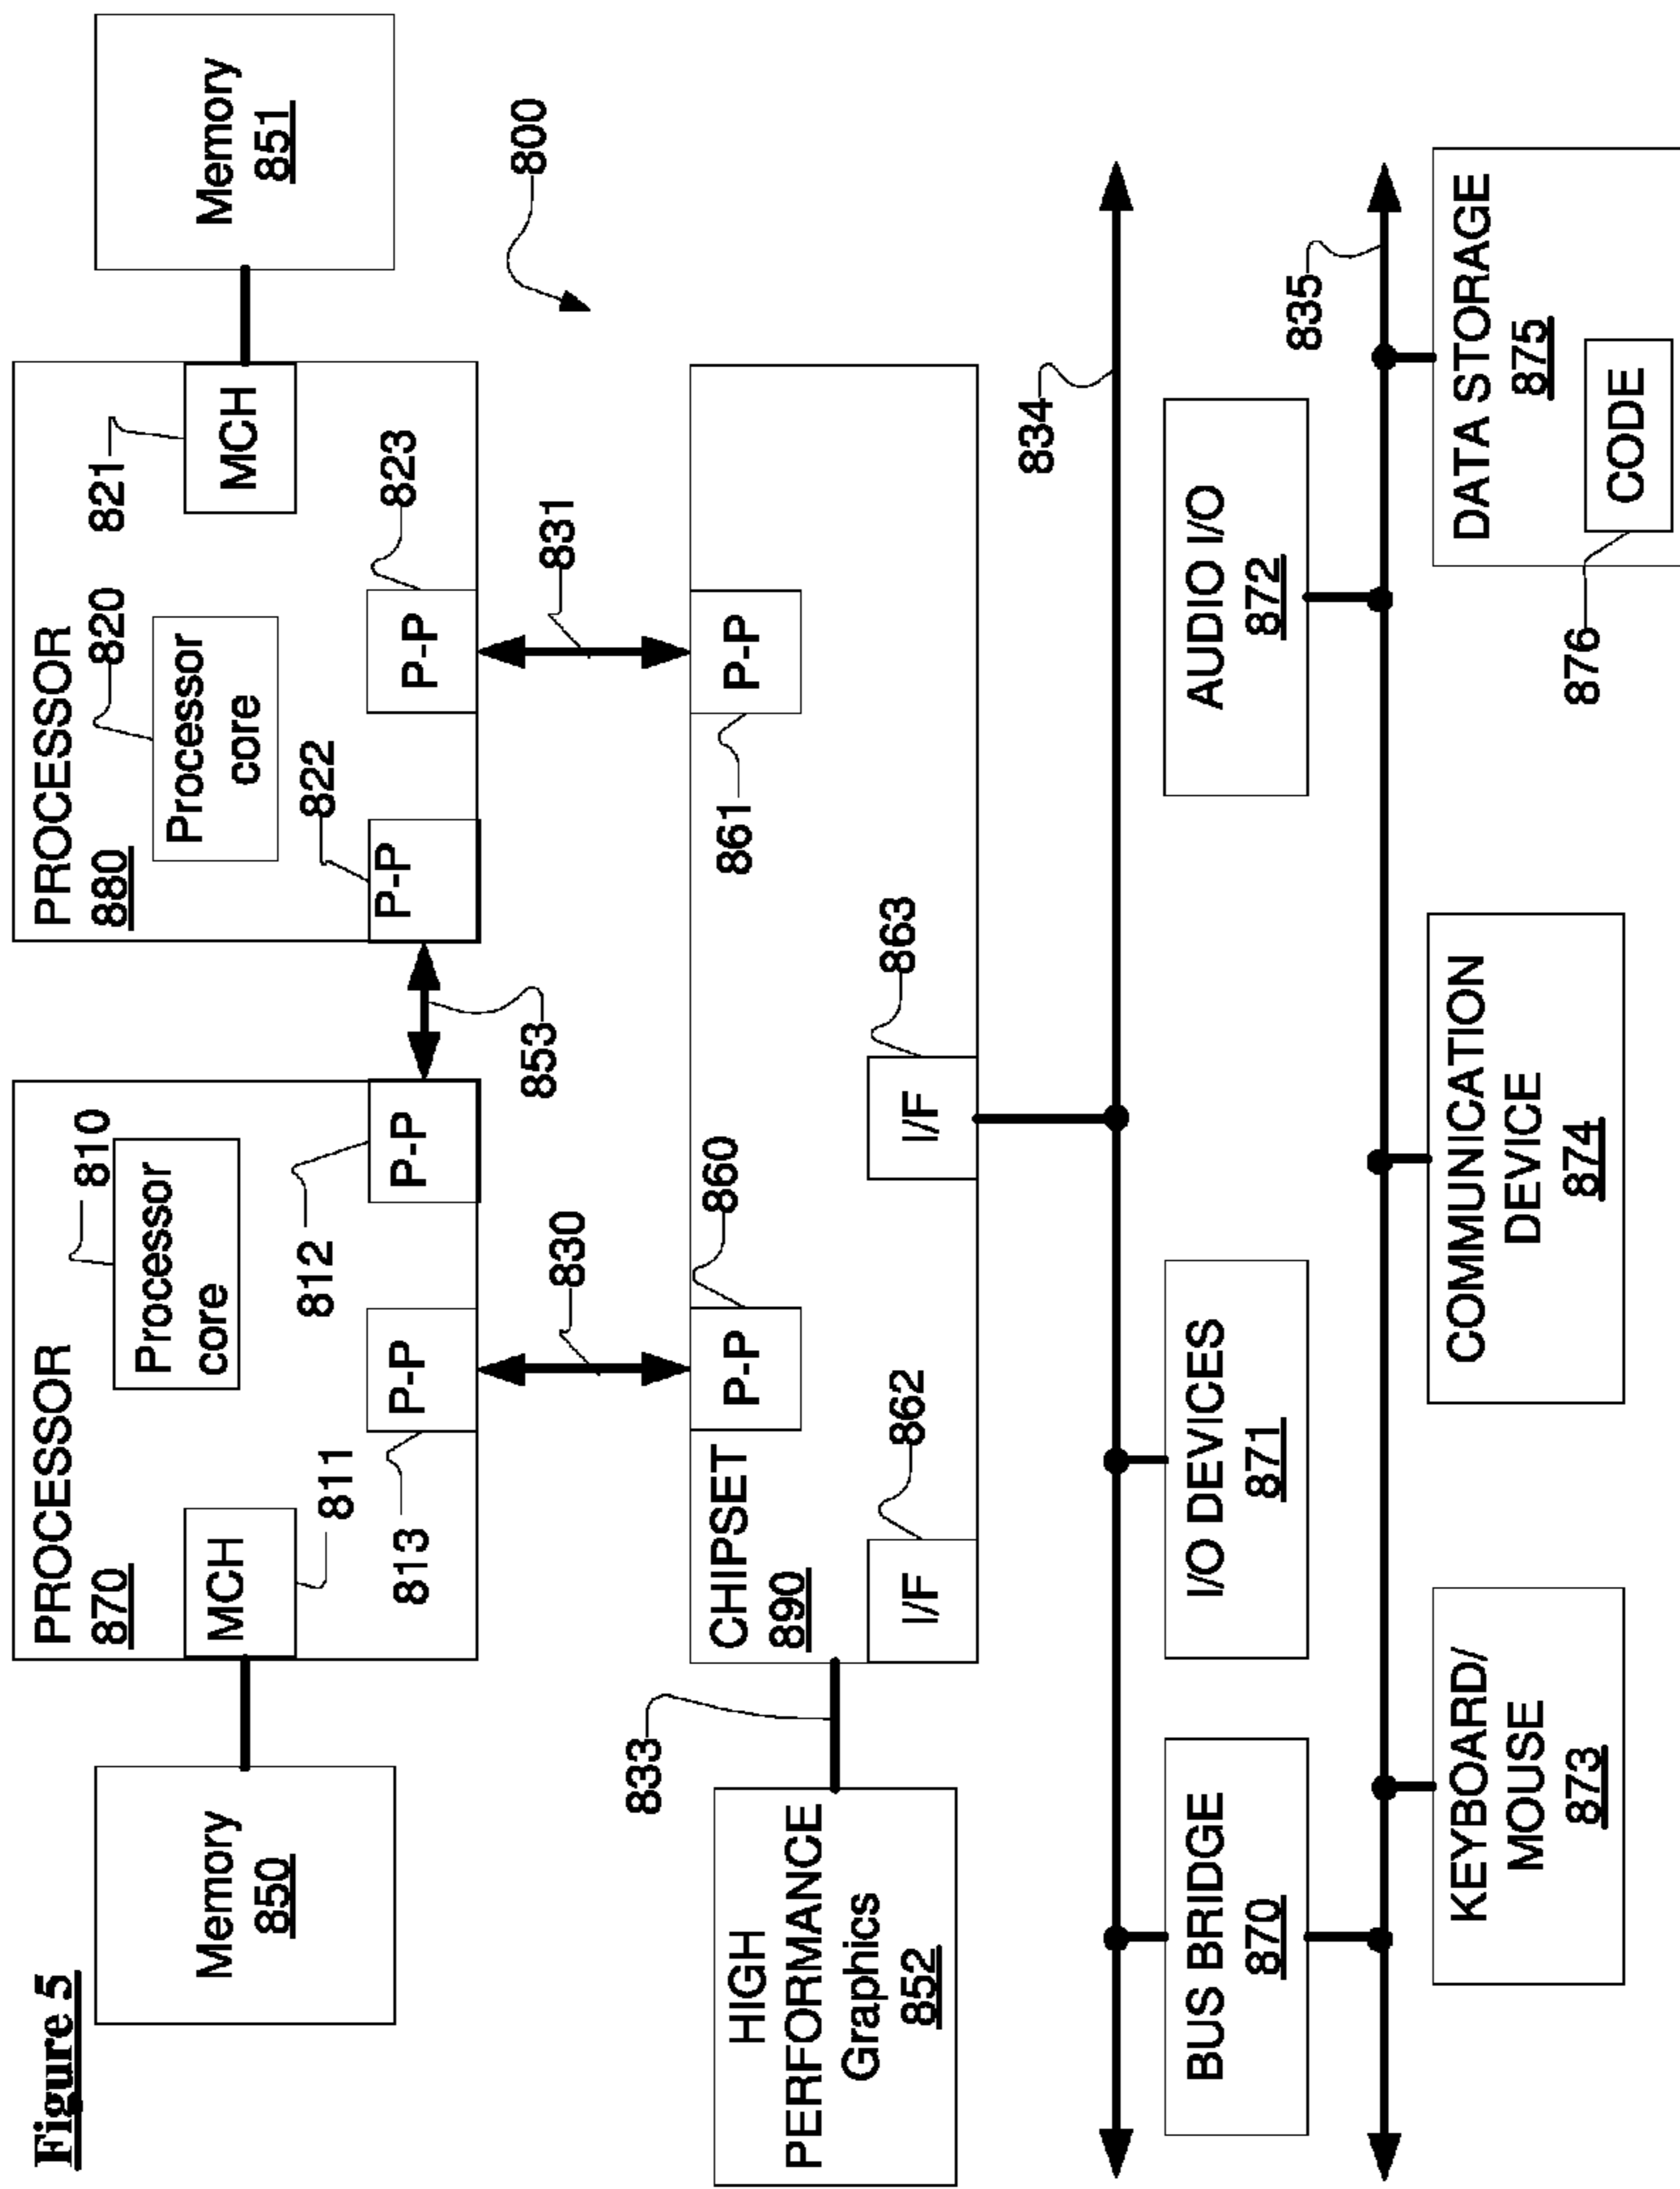 Figure 5
Memory
850
PROCESSOR
870
MCH
811
Processor
core
810
P-P
813
P-P
812
853
PROCESSOR
880
Processor
core
820
MCH
821
P-P
822
P-P
823
Memory
851
800
830
831
HIGH
PERFORMANCE
Graphics
852
833
CHIPSET
890
P-P
860
P-P
861
I/F
862
I/F
863
834
BUS BRIDGE
870
I/O DEVICES
871
AUDIO I/O
872
835
KEYBOARD/
MOUSE
873
COMMUNICATION
DEVICE
874
DATA STORAGE
875
CODE
876